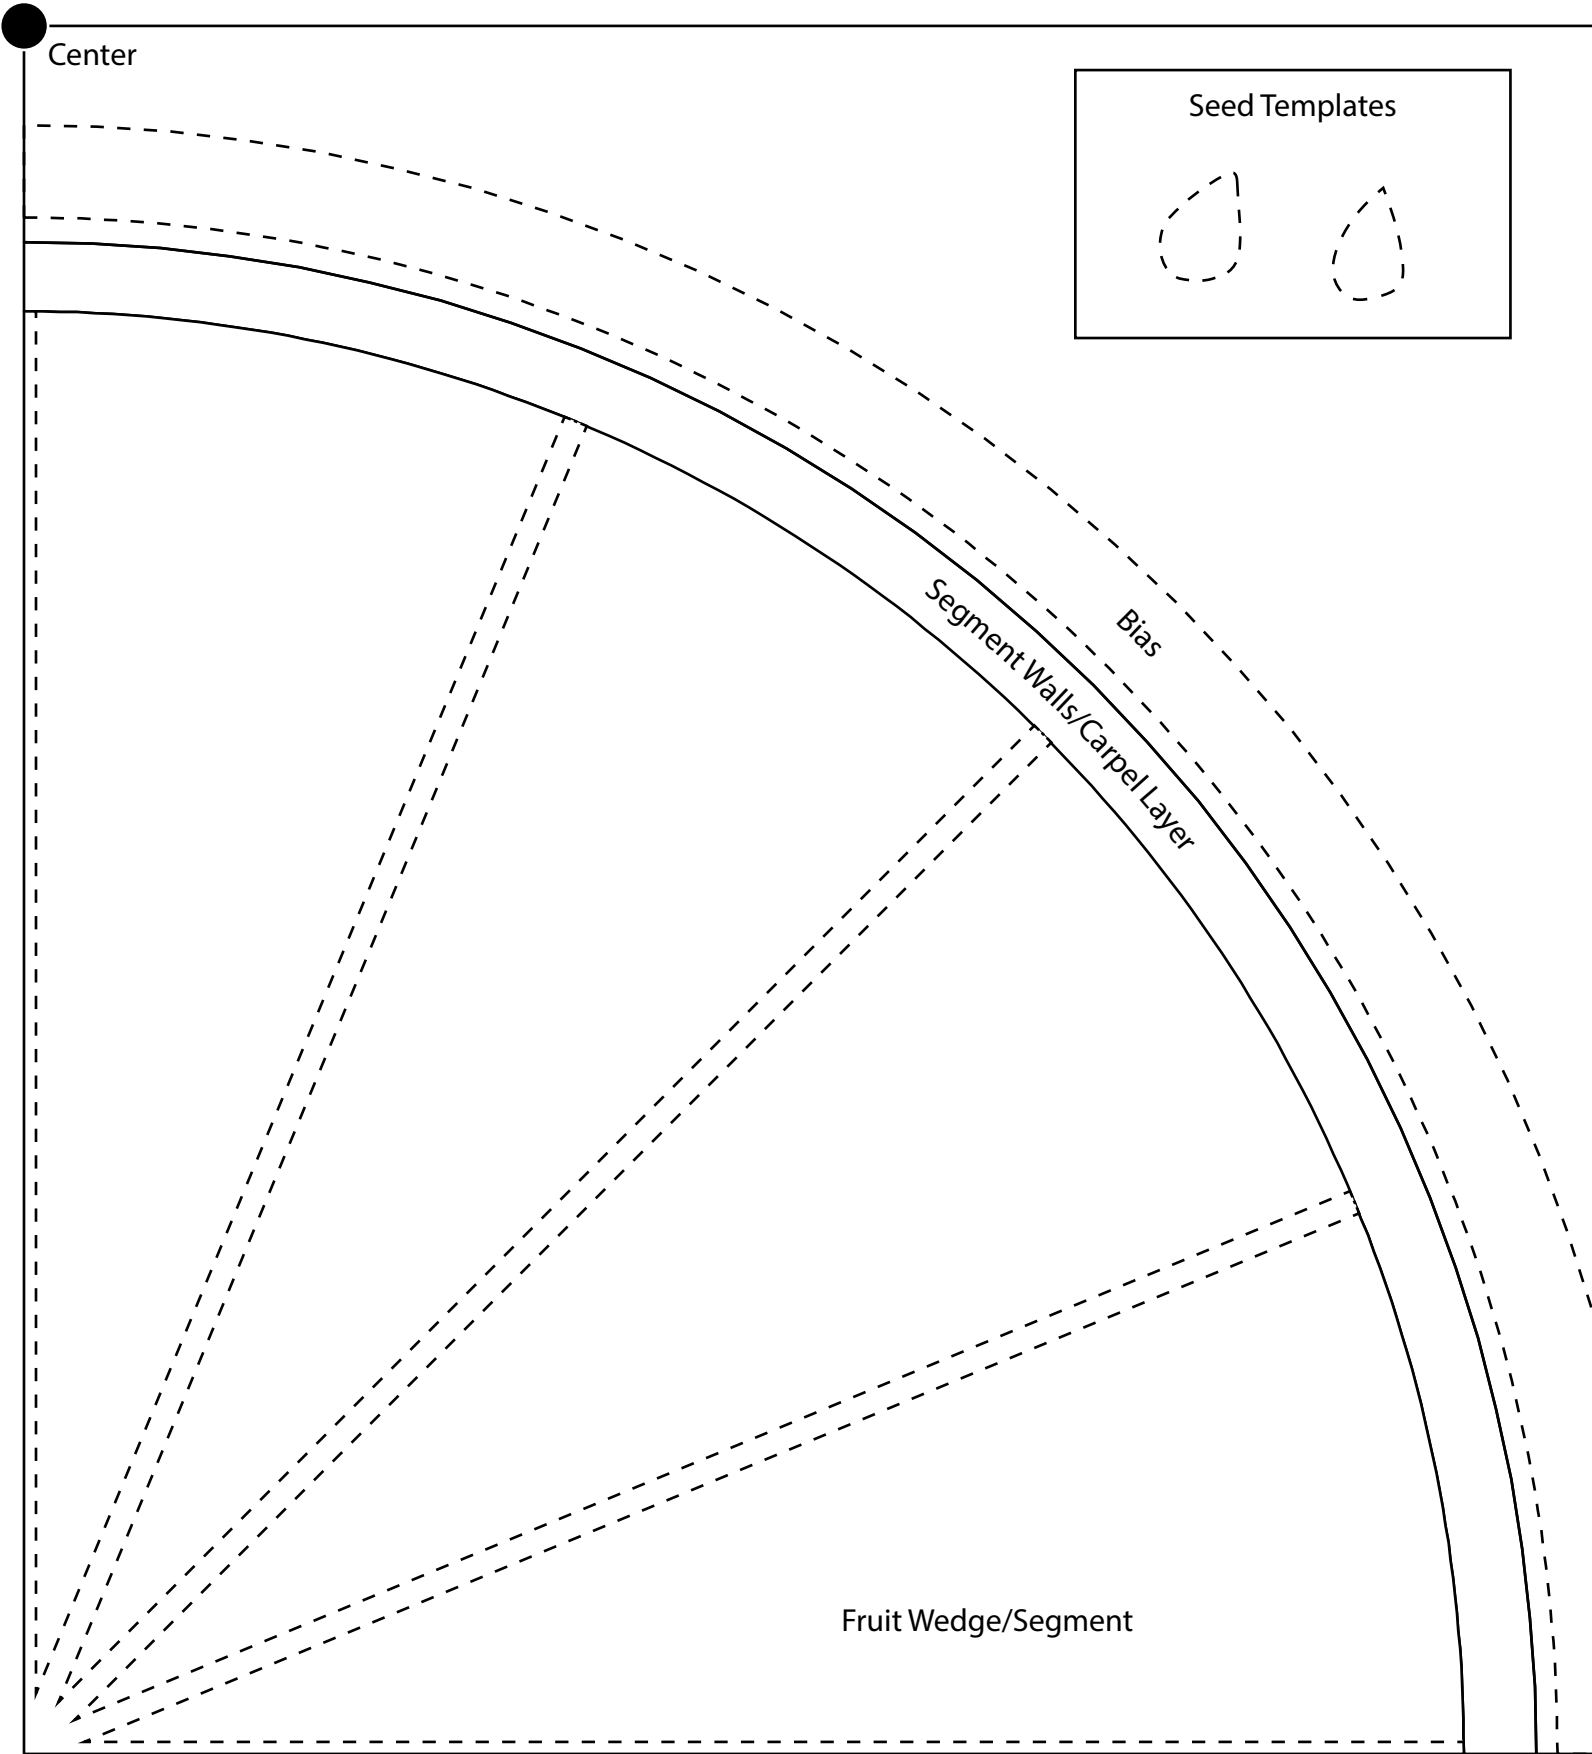 Center
Seed Templates
Bias
Segment Walls/Carpel Layer
Fruit Wedge/Segment